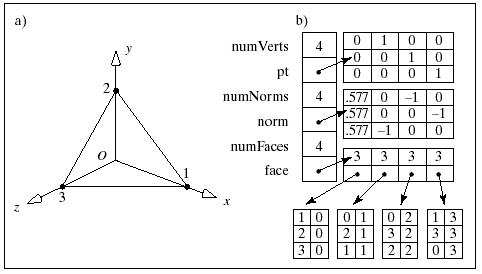 a)
y
2
O
1
x
3
z
b)
numVerts 4
pt
0 1 0 0
0 0 1 0
0 0 0 1
numNorms 4
norm
.577 0 –1 0
.577 0 0 –1
.577 –1 0 0
numFaces 4
face
3 3 3 3
1 0
2 0
3 0
0 1
2 1
1 1
0 2
3 2
2 2
1 3
3 3
0 3